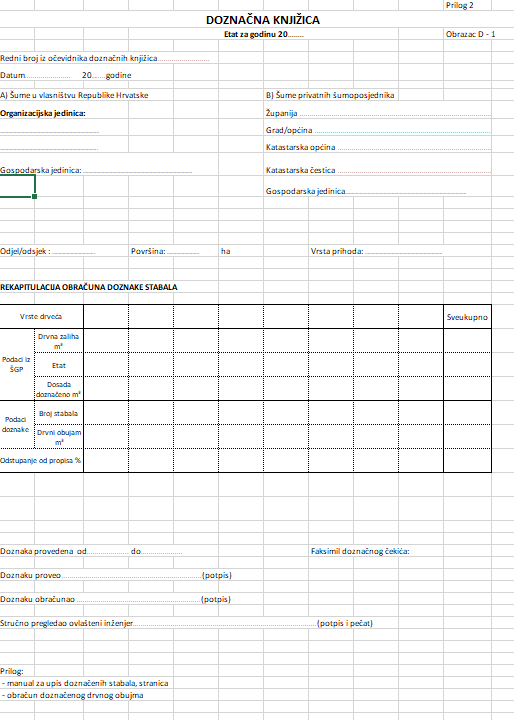 Prilog 2
DOZNAČNA KNJIŽICA
Etat za godinu 20.......
Obrazac D - 1
Redni broj iz očevidnika doznačnih knjižica.....................
Datum.................. 20......godine
A) Šume u vlasništvu Republike Hrvatske
B) Šume privatnih šumoposjednika
Organizacijska jedinica:
Županija ..........................................................
Grad/općina ..........................................................
Katastarska općina ..................................................
Gospodarska jedinica: ..........................................
Katastarska čestica ..................................................
Gospodarska jedinica..................................................
Odjel/odsjek : ................. Površina: ............. ha Vrsta prihoda: ..............................
REKAPITULACIJA OBRAČUNA DOZNAKE STABALA
Vrste drveća Sveukupno
Podaci iz ŠGP
Drvna zaliha m³
Etat
Dosada doznačeno m³
Podaci doznake
Broj stabala
Drvni obujam m³
Odstupanje od propisa %
Doznaka provedena od................. do.................
Faksimil doznačnog čekića:
Doznaku proveo......................................................(potpis)
Doznaku obračunao ................................................(potpis)
Stručno pregledao ovlašteni inženjer..........................................................................(potpis i pečat)
Prilog:
- manual za upis doznačenih stabala, stranica
- obračun doznačenog drvnog obujma